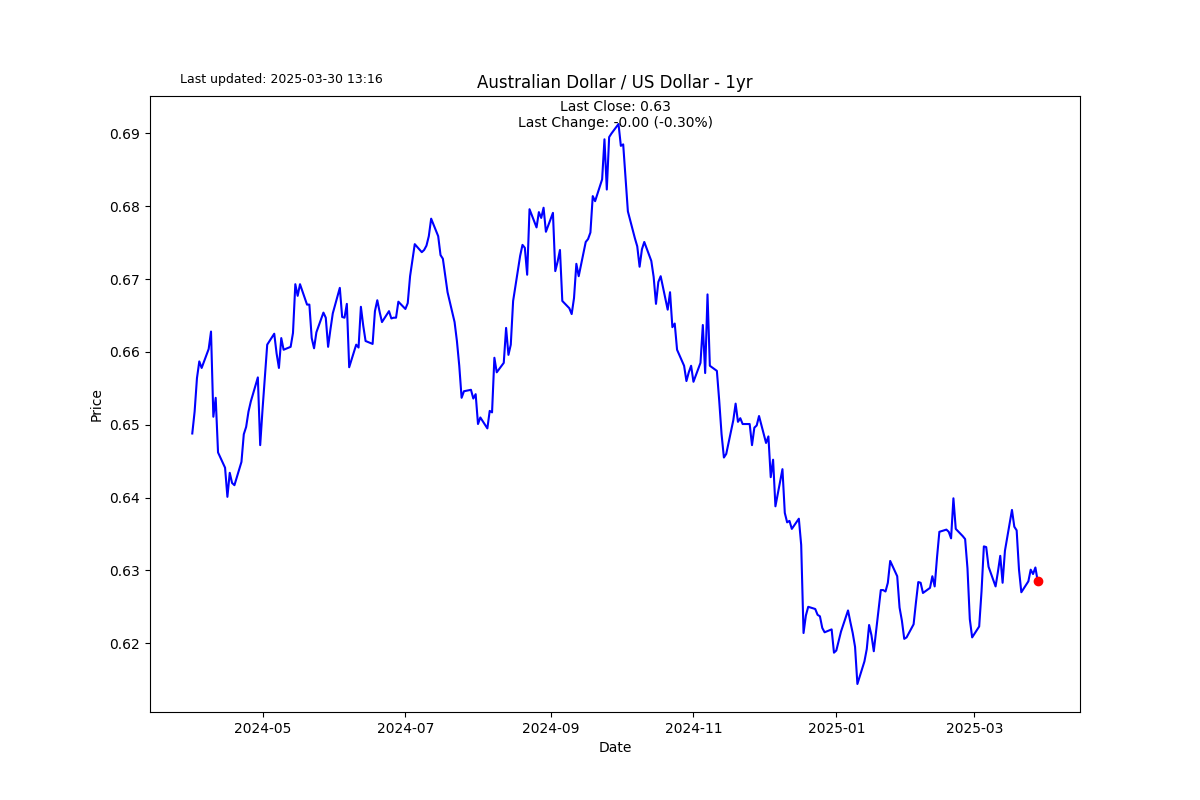 Last updated: 2025-03-30 13:16
Australian Dollar / US Dollar - 1yr
Last Close: 0.63
Last Change: -0.00 (-0.30%)
0.69
0.68
0.67
0.66
0.65
0.64
0.63
0.62
Price
2024-05
2024-07
2024-09
2024-11
2025-01
2025-03
Date